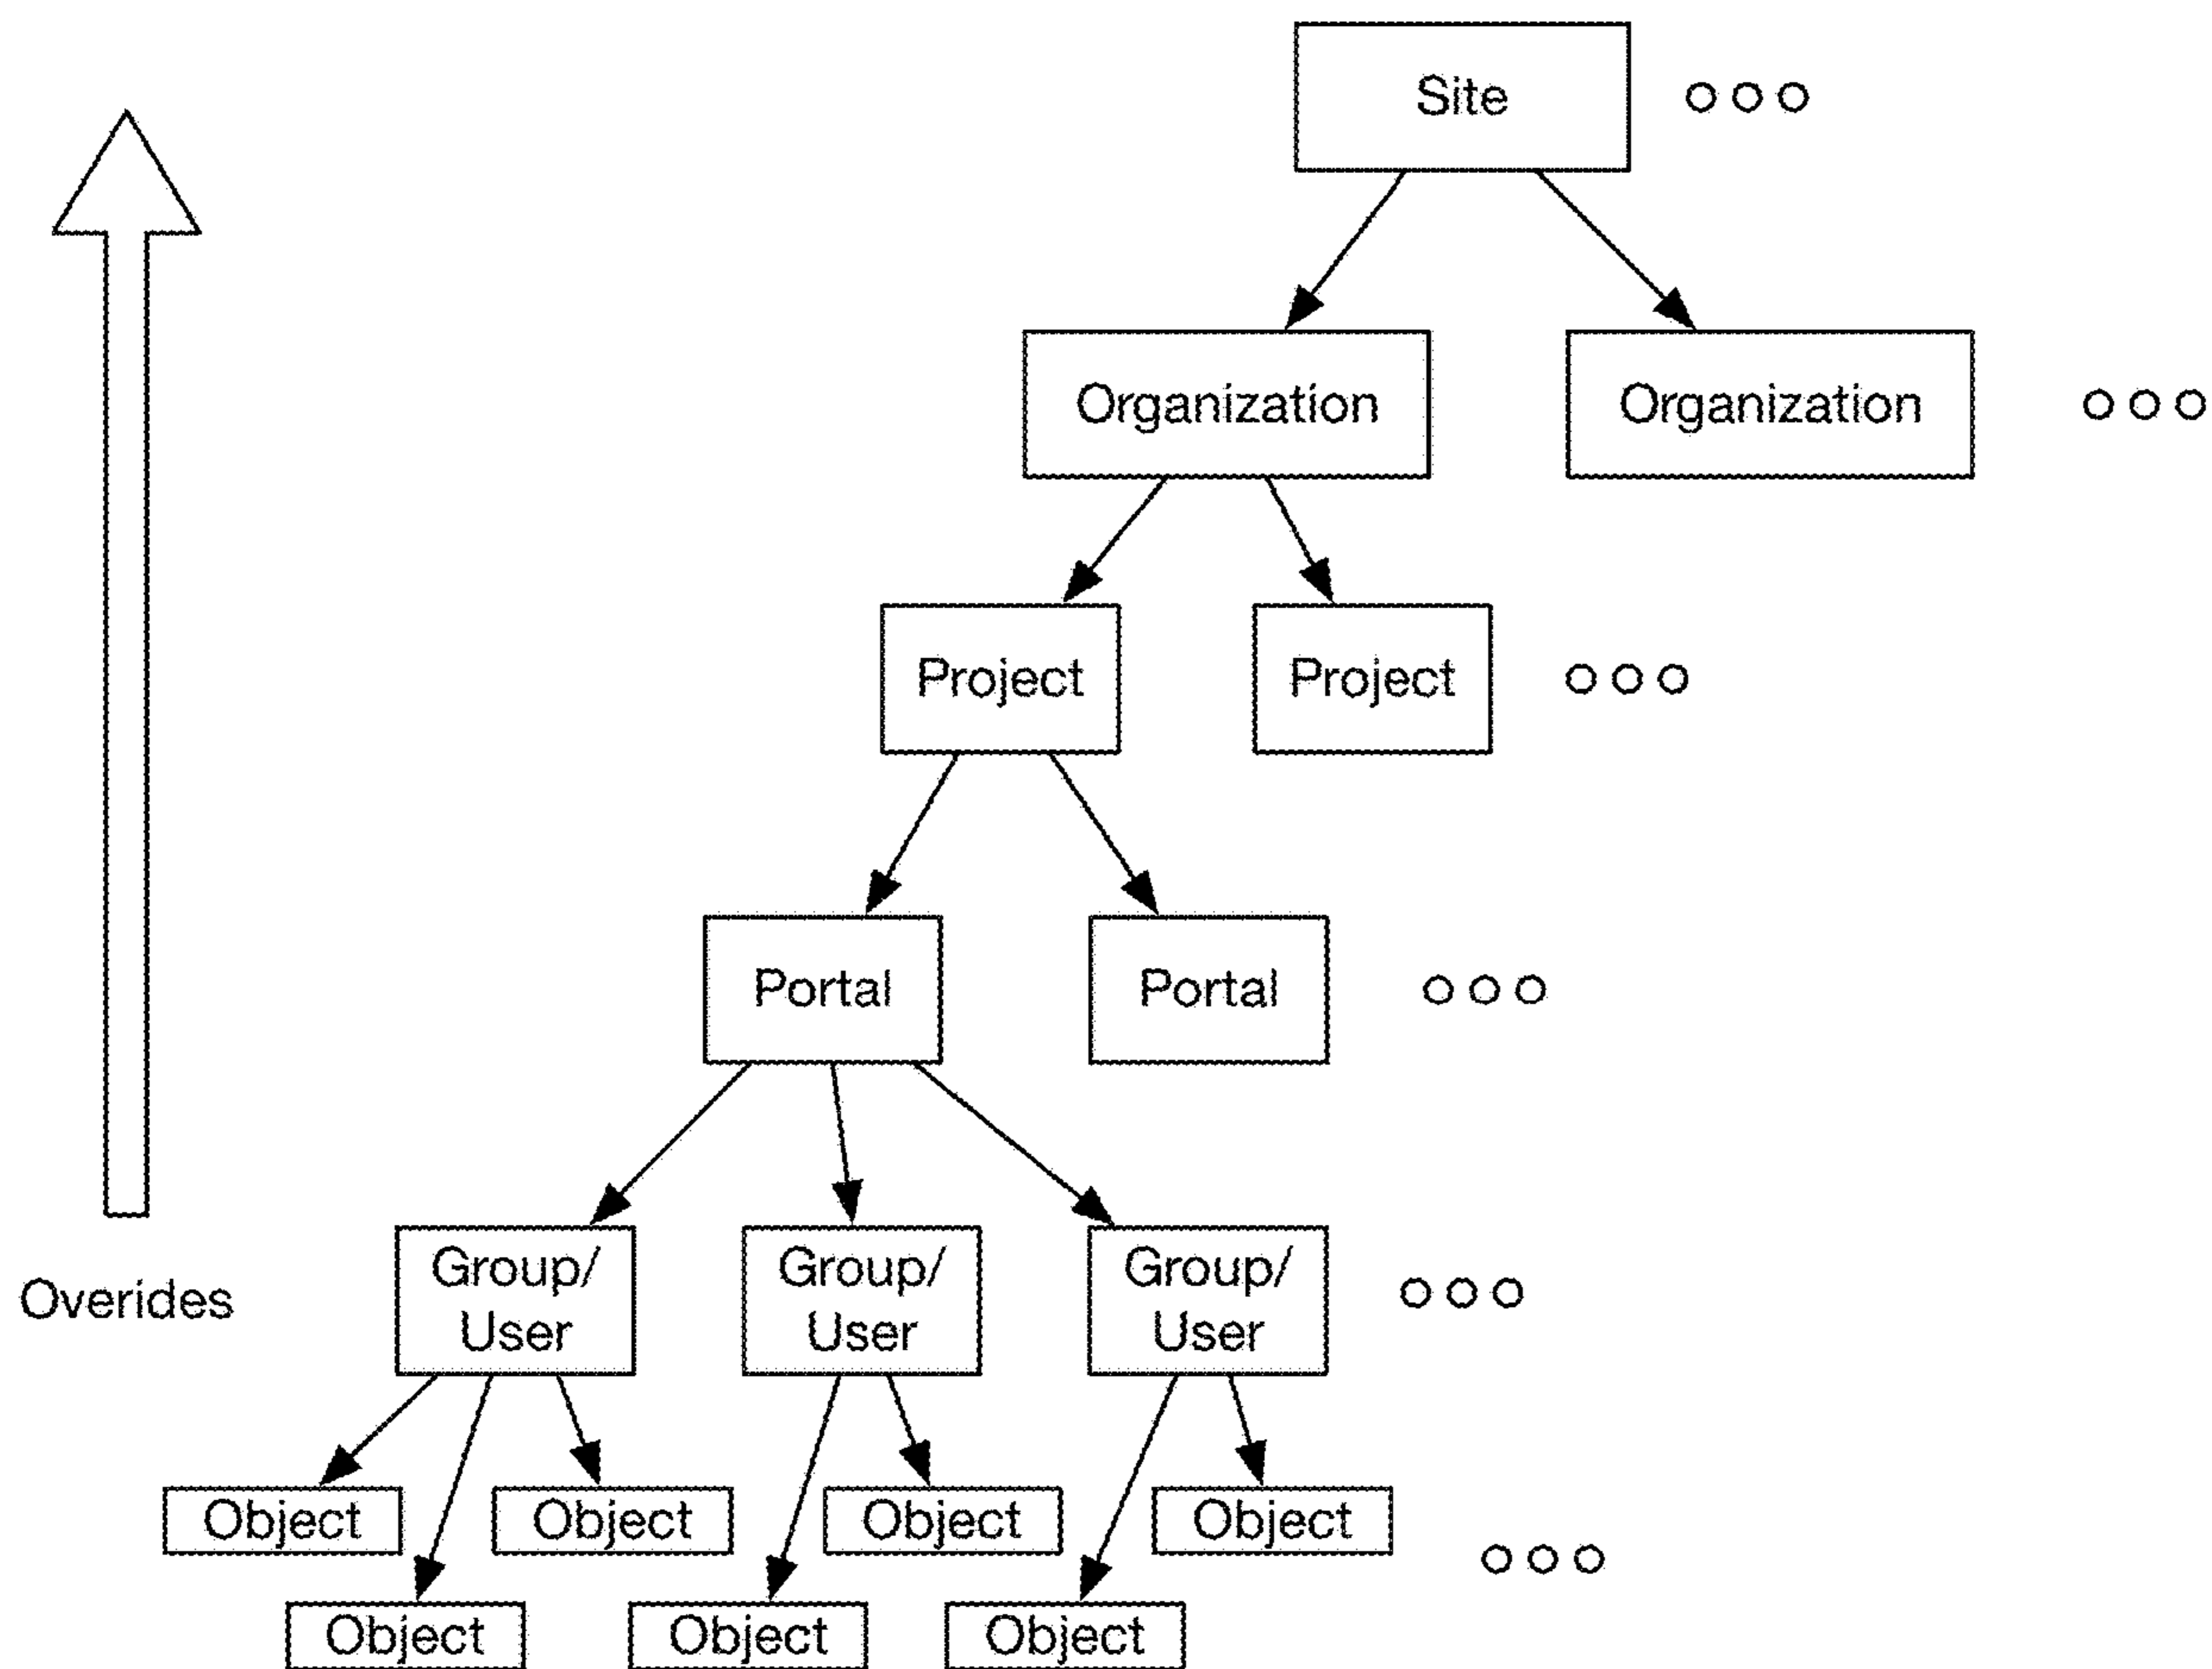 Site
Organization
Organization
Project
Project
Portal
Portal
Overides
Group/
User
Group/
User
Group/
User
Object
Object
Object
Object
Object
Object
Object